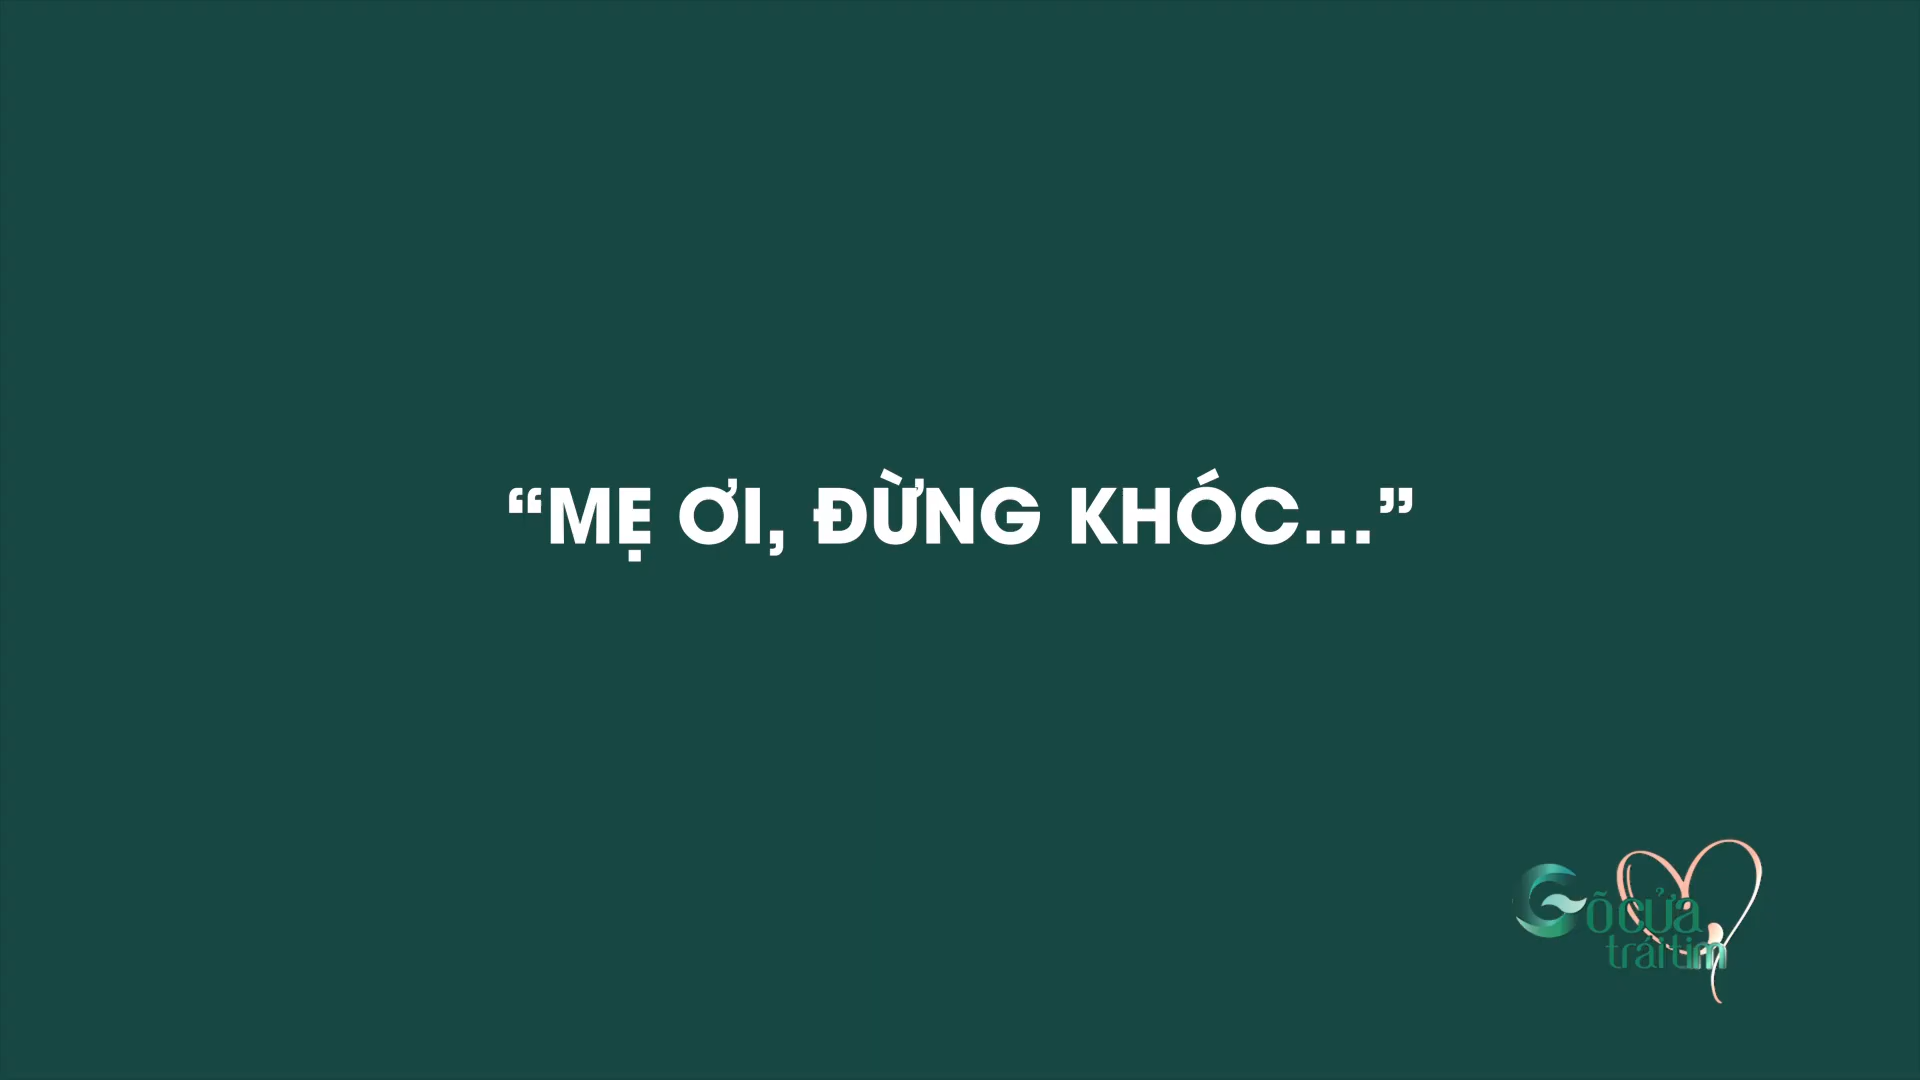 “MẸ ƠI, ĐỪNG KHÓC...”
Gõ cửa
trái tim